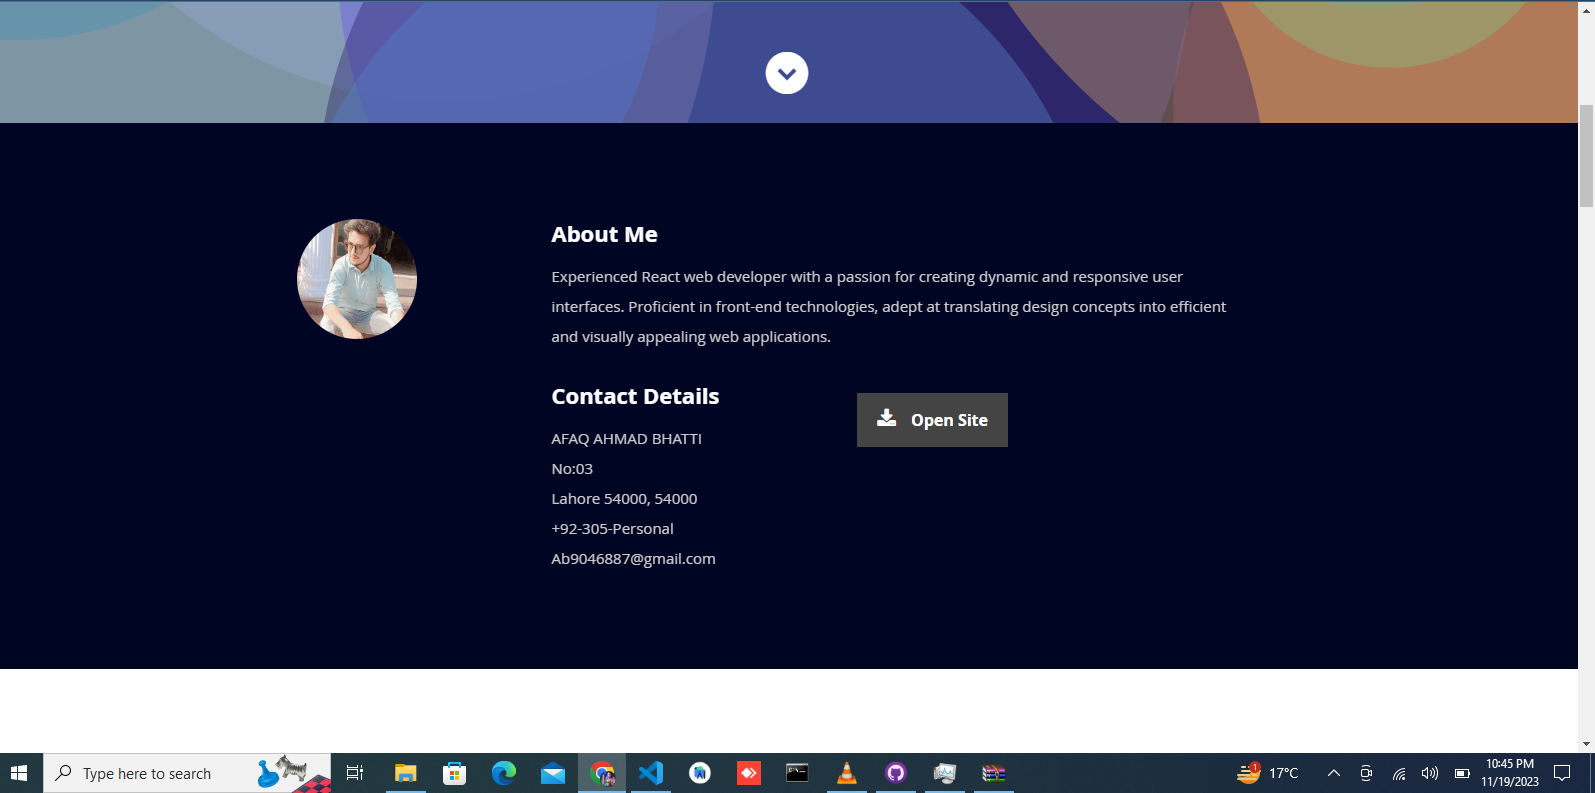 About Me
Experienced React web developer with a passion for creating dynamic and responsive user
interfaces. Proficient in front-end technologies, adept at translating design concepts into efficient
and visually appealing web applications.
Contact Details
Open Site
AFAQ AHMAD BHATTI
No:03
Lahore 54000, 54000
+92-305-Personal
Ab9046887@gmail.com
Type here to search
1
17°C
10:45 PM
11/19/2023